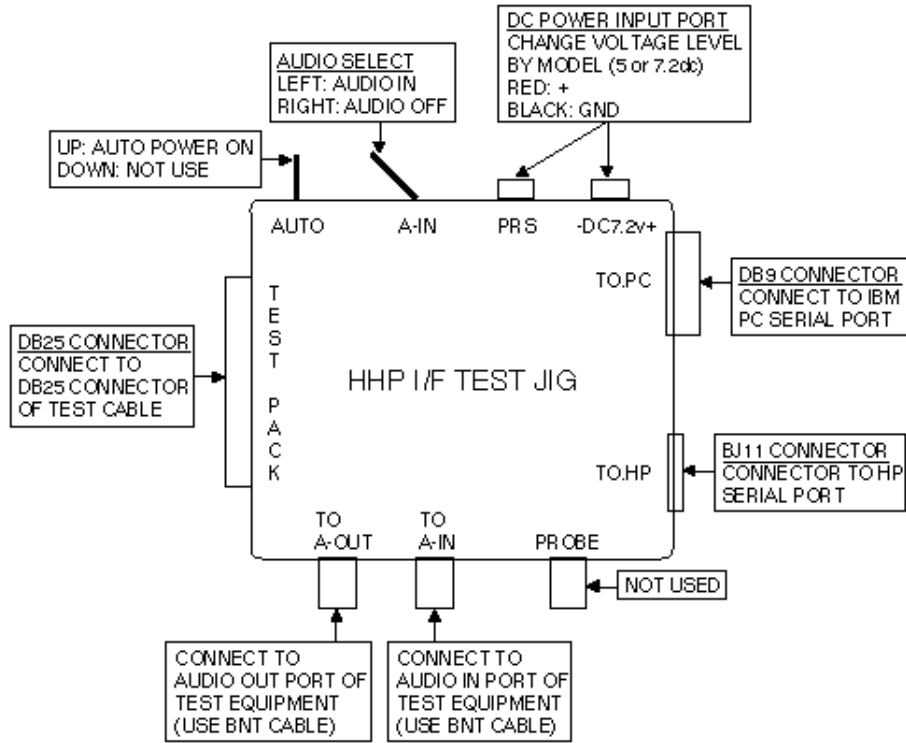 DC POWER INPUT PORT
CHANGE VOLTAGE LEVEL
BY MODEL (5 or 7.2dc)
RED: +
BLACK: GND
AUDIO SELECT
LEFT: AUDIO IN
RIGHT: AUDIO OFF
UP: AUTO POWER ON
DOWN: NOT USE
AUTO
A-IN
PRS
-DC7.2v+
TO.PC
DB9 CONNECTOR
CONNECT TO IBM
PC SERIAL PORT
TEST PACK
DB25 CONNECTOR
CONNECT TO
DB25 CONNECTOR
OF TEST CABLE
HHP I/F TEST JIG
TO.HP
BJ11 CONNECTOR
CONNECTOR TO HP
SERIAL PORT
TO
A-OUT
TO
A-IN
PROBE
NOT USED
CONNECT TO
AUDIO OUT PORT OF
TEST EQUIPMENT
(USE BNT CABLE)
CONNECT TO
AUDIO IN PORT OF
TEST EQUIPMENT
(USE BNT CABLE)